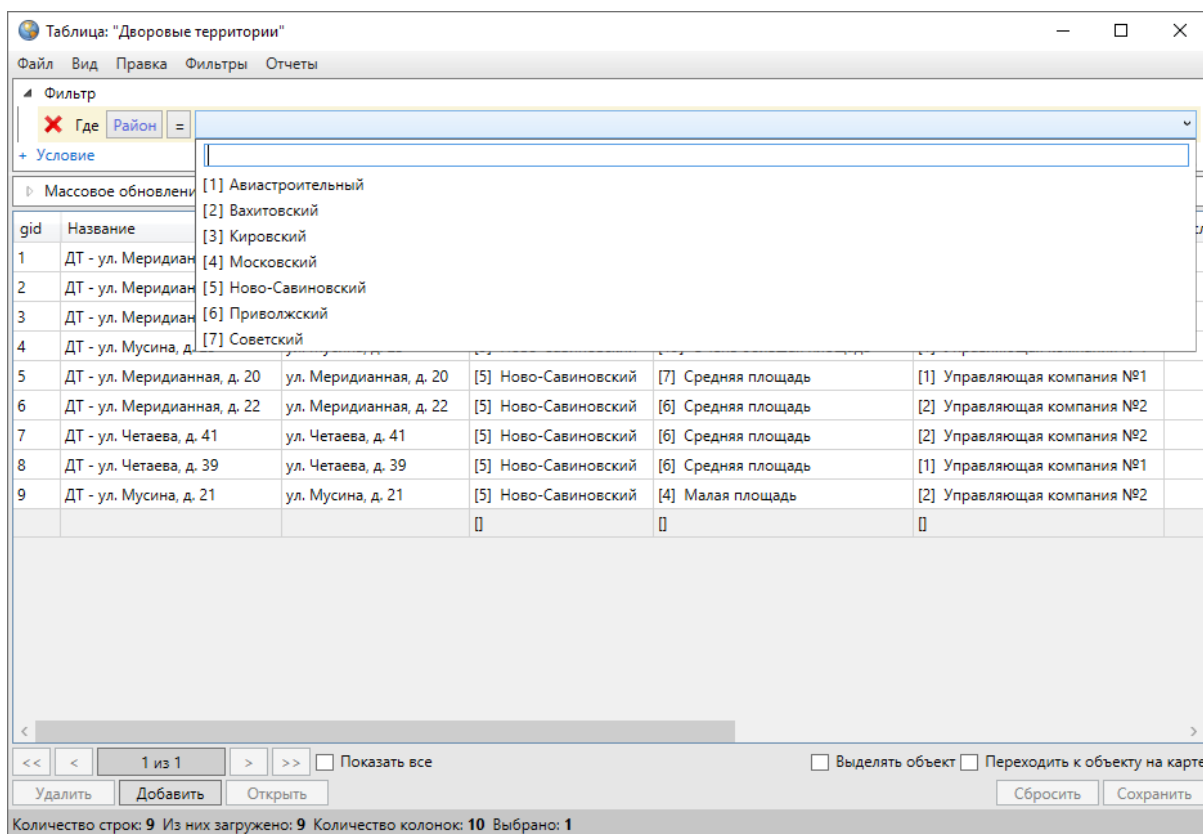 Таблица: "Дворовые территории"
Файл Вид Правка Фильтры Отчеты
Фильтр
Где Район =
+ Условие
[1] Авиастроительный
Массовое обновлени
[2] Вахитовский
gid Название [3] Кировский
1 ДТ - ул. Меридиан [4] Московский
2 ДТ - ул. Меридиан [5] Ново-Савиновский
3 ДТ - ул. Меридиан [6] Приволжский
[7] Советский
4 ДТ - ул. Мусина, д.
5 ДТ - ул. Меридианная, д. 20 ул. Меридианная, д. 20 [5] Ново-Савиновский [7] Средняя площадь [1] Управляющая компания №1
6 ДТ - ул. Меридианная, д. 22 ул. Меридианная, д. 22 [5] Ново-Савиновский [6] Средняя площадь [2] Управляющая компания №2
7 ДТ - ул. Четаева, д. 41 ул. Четаева, д. 41 [5] Ново-Савиновский [6] Средняя площадь [2] Управляющая компания №2
8 ДТ - ул. Четаева, д. 39 ул. Четаева, д. 39 [5] Ново-Савиновский [6] Средняя площадь [1] Управляющая компания №1
9 ДТ - ул. Мусина, д. 21 ул. Мусина, д. 21 [5] Ново-Савиновский [4] Малая площадь [2] Управляющая компания №2
[] [] []
<< < 1 из 1 > >> Показать все Выделять объект Переходить к объекту на карте
Удалить Добавить Открыть Сбросить Сохранить
Количество строк: 9 Из них загружено: 9 Количество колонок: 10 Выбрано: 1